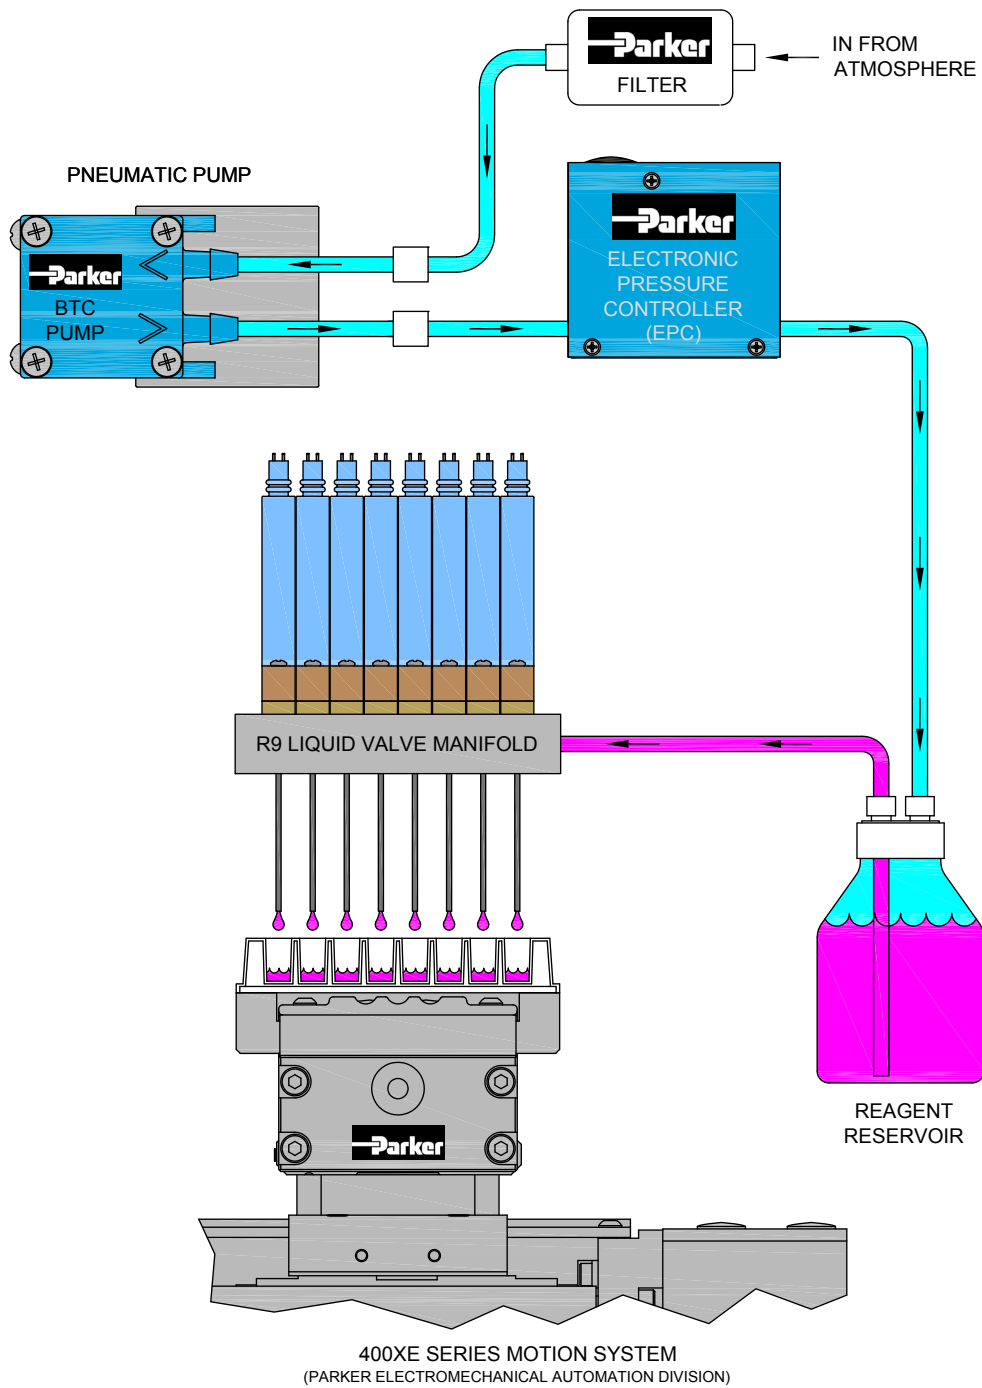 Parker
FILTER
IN FROM
ATMOSPHERE
PNEUMATIC PUMP
Parker
BTC
PUMP
Parker
ELECTRONIC
PRESSURE
CONTROLLER
(EPC)
R9 LIQUID VALVE MANIFOLD
REAGENT
RESERVOIR
Parker
400XE SERIES MOTION SYSTEM
(PARKER ELECTROMECHANICAL AUTOMATION DIVISION)